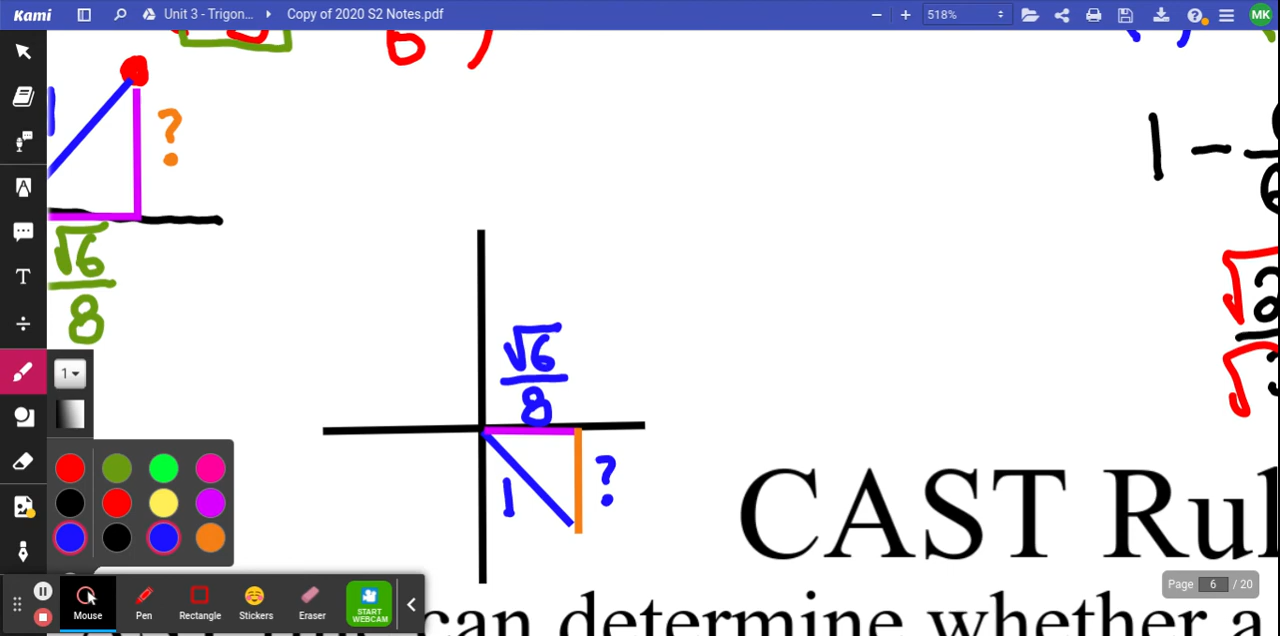 Kami Unit 3 - Trigon... Copy of 2020 S2 Notes.pdf 518% MK
?
√6
8
1 -
√6
8
1 ?
CAST Rul
can determine whether a
1
Page 6 / 20
Mouse Pen Rectangle Stickers Eraser START WEBCAM